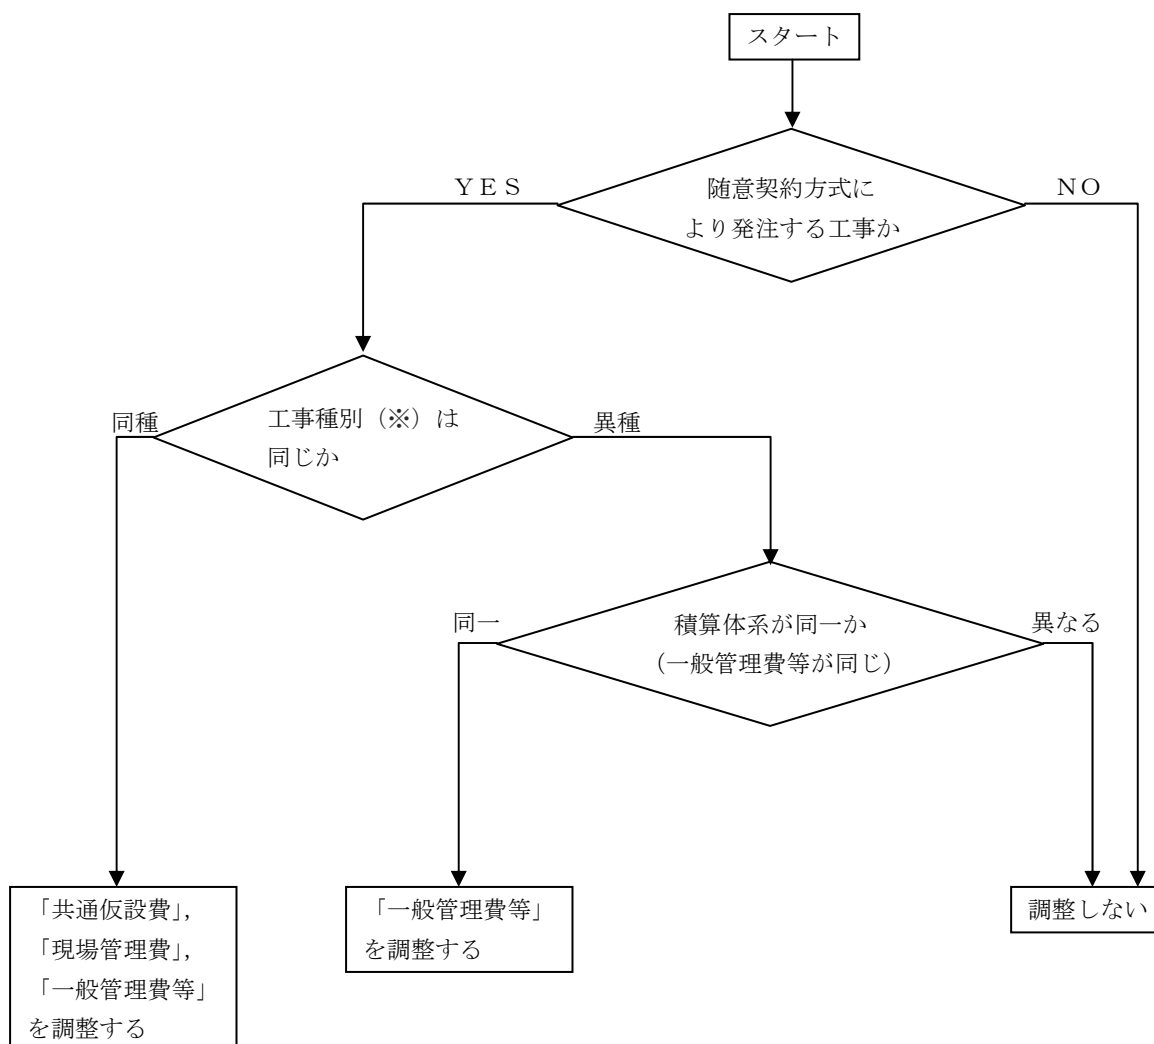 スタート
随意契約方式に
より発注する工事か
ＹＥＳ
ＮＯ
工事種別（※）は
同じか
同種
異種
積算体系が同一か
（一般管理費等が同じ）
同一
異なる
「共通仮設費」，
「現場管理費」，
「一般管理費等」
を調整する
「一般管理費等」
を調整する
調整しない